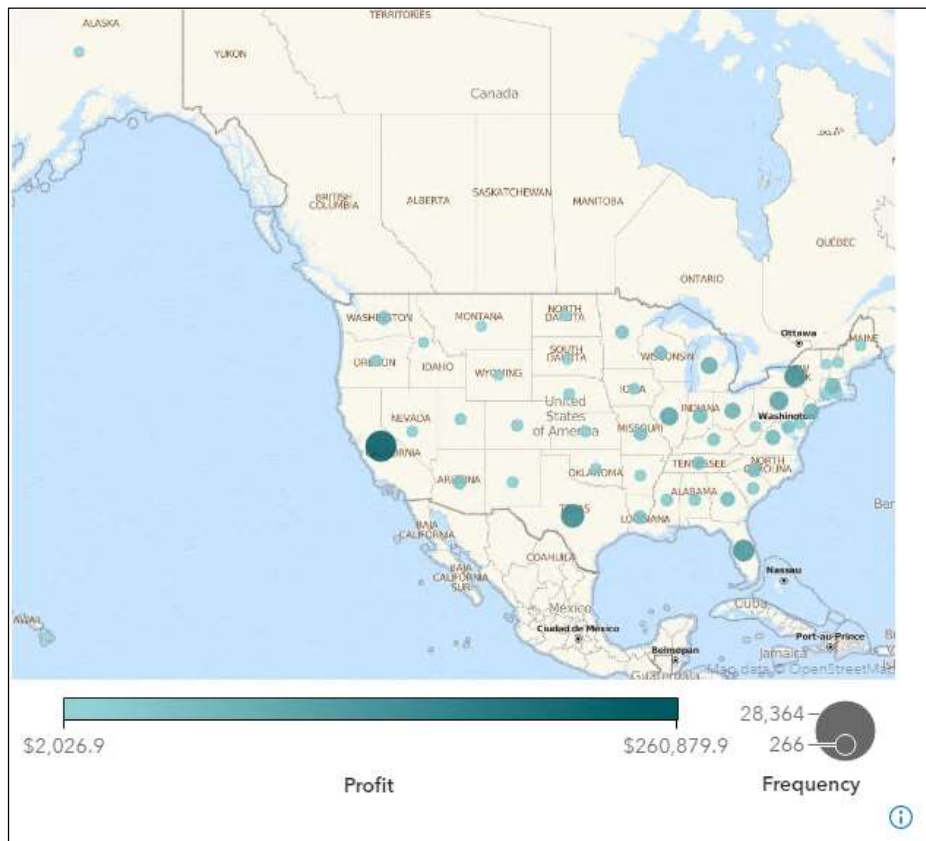 TERRITORIES
ALASKA
YUKON
Canada
BRITISH
COLUMBIA
ALBERTA
SASKATCHEWAN
MANITOBA
ONTARIO
QUÉBEC
Ottawa
MAINE
WASHINGTON
MONTANA
NORTH
DAKOTA
OREGON
IDAHO
SOUTH
DAKOTA
WISCONSIN
WYOMING
IOWA
NEVADA
United
States
of America
INDIANA
Washington
MISSOURI
TENNESSEE
NORTH
CAROLINA
OKLAHOMA
ARIZONA
ALABAMA
LOUISIANA
BAJA
CALIFORNIA
BAJA
CALIFORNIA
SUR
COAHUILA
México
Ciudad de México
Nassau
Cuba
Port-au-Prince
Jamaica
Belmopan
Guatemala
Map data © OpenStreetMap
$2,026.9
$260,879.9
Profit
28,364
266
Frequency